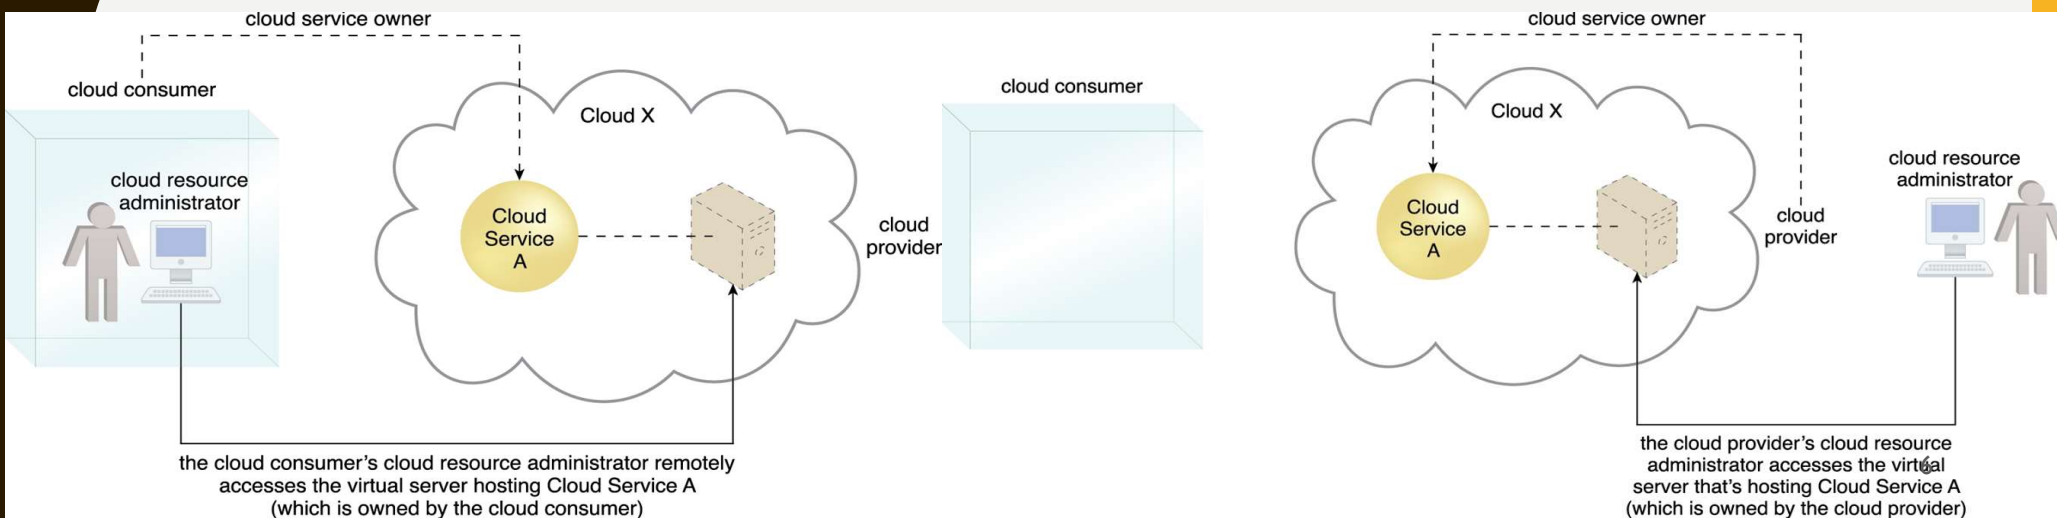 cloud service owner
cloud consumer
Cloud X
cloud resource
administrator
Cloud
Service
A
cloud
provider
the cloud consumer’s cloud resource administrator remotely
accesses the virtual server hosting Cloud Service A
(which is owned by the cloud consumer)
cloud consumer
cloud service owner
Cloud X
Cloud
Service
A
cloud
provider
cloud resource
administrator
the cloud provider’s cloud resource
administrator accesses the virtual
server that’s hosting Cloud Service A
(which is owned by the cloud provider)
6